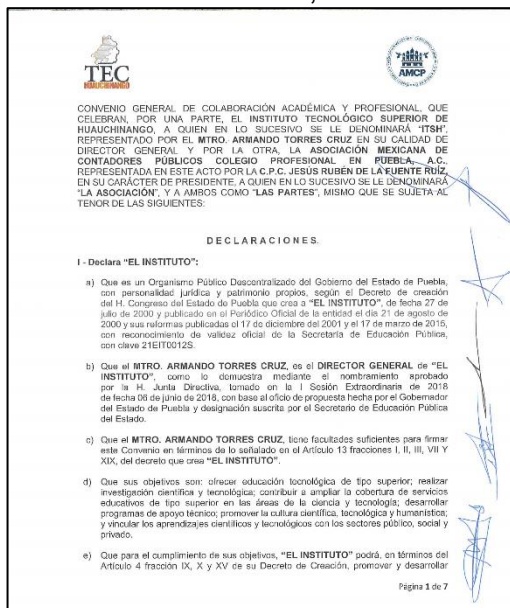 TEC
HUAUCHINANGO
AMCP
CONVENIO GENERAL DE COLABORACIÓN ACADÉMICA Y PROFESIONAL, QUE
CELEBRAN, POR UNA PARTE, EL INSTITUTO TECNOLÓGICO SUPERIOR DE
HUAUCHINANGO, A QUIEN EN LO SUCESIVO SE LE DENOMINARÁ "ITSH",
REPRESENTADO POR EL MTRO. ARMANDO TORRES CRUZ EN SU CALIDAD DE
DIRECTOR GENERAL Y POR LA OTRA, LA ASOCIACIÓN MEXICANA DE
CONTADORES PÚBLICOS COLEGIO PROFESIONAL EN PUEBLA, A.C.,
REPRESENTADA EN ESTE ACTO POR LA C.P.C. JESÚS RUBÉN DE LA FUENTE RUÍZ,
EN SU CARÁCTER DE PRESIDENTE, A QUIEN EN LO SUCESIVO SE LE DENOMINARÁ
"LA ASOCIACIÓN", Y A AMBOS COMO "LAS PARTES", MISMO QUE SE SUJETA AL
TENOR DE LAS SIGUIENTES:
DECLARACIONES.
I - Declara "EL INSTITUTO":
a) Que es un Organismo Público Descentralizado del Gobierno del Estado de Puebla,
con personalidad jurídica y patrimonio propios, según el Decreto de creación
del H. Congreso del Estado de Puebla que crea a "EL INSTITUTO", de fecha 27 de
julio de 2000 y publicado en el Periódico Oficial de la entidad el día 21 de agosto de
2000 y sus reformas publicadas el 17 de diciembre del 2001 y el 17 de marzo de 2015,
con reconocimiento de validez oficial de la Secretaría de Educación Pública,
con clave 21EIT0012S.
b) Que el MTRO. ARMANDO TORRES CRUZ, es el DIRECTOR GENERAL de "EL
INSTITUTO", como lo demuestra mediante el nombramiento aprobado
por la H. Junta Directiva, tomado en la I Sesión Extraordinaria de 2018
de fecha 06 de junio de 2018, con base al oficio de propuesta hecha por el Gobernador
del Estado de Puebla y designación suscrita por el Secretario de Educación Pública
del Estado.
c) Que el MTRO. ARMANDO TORRES CRUZ, tiene facultades suficientes para firmar
este Convenio en términos de lo señalado en el Artículo 13 fracciones I, II, III, VII Y
XIX, del decreto que crea "EL INSTITUTO".
d) Que sus objetivos son: ofrecer educación tecnológica de tipo superior; realizar
investigación científica y tecnológica; contribuir a ampliar la cobertura de servicios
educativos de tipo superior en las áreas de la ciencia y tecnología; desarrollar
programas de apoyo técnico; promover la cultura científica, tecnológica y humanística;
y vincular los aprendizajes científicos y tecnológicos con los sectores público, social y
privado.
e) Que para el cumplimiento de sus objetivos, "EL INSTITUTO" podrá, en términos del
Artículo 4 fracción IX, X y XV de su Decreto de Creación, promover y desarrollar
Página 1 de 7